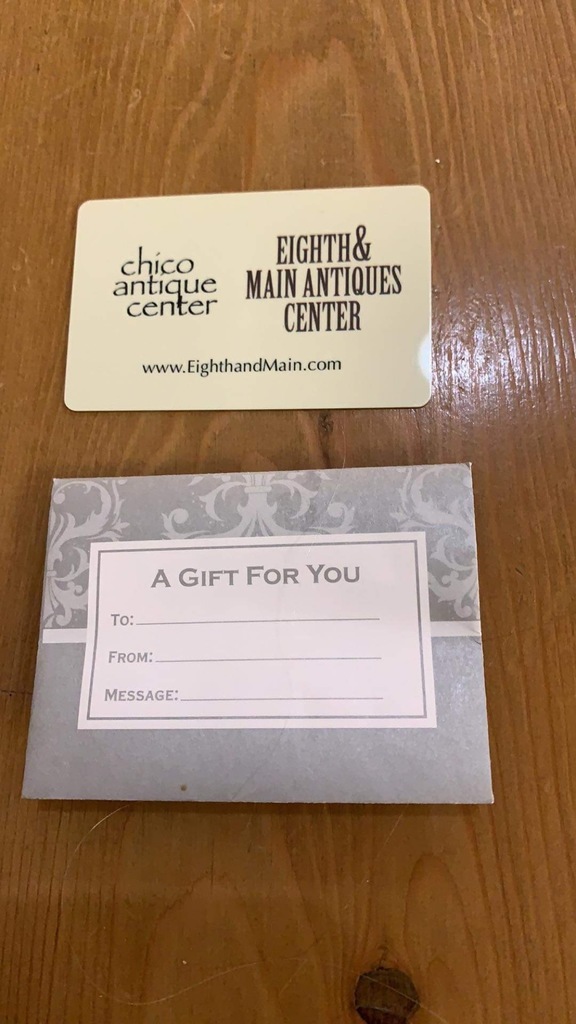 chico
antique
center
EIGHTH &
MAIN ANTIQUES
CENTER
www.EighthandMain.com
A GIFT FOR YOU
TO:
FROM:
MESSAGE: